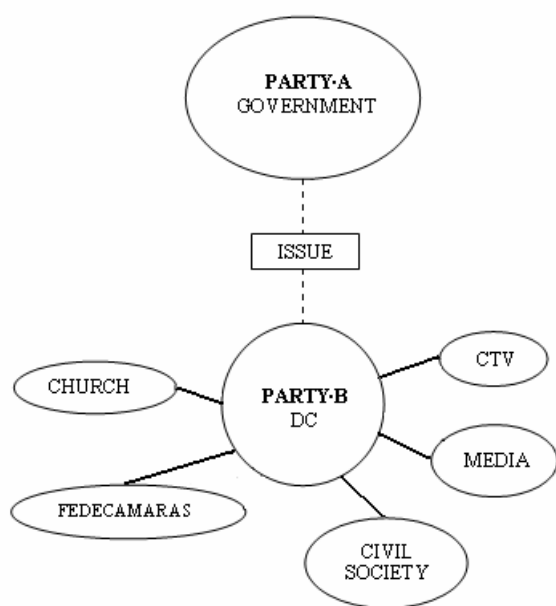 PARTY·A
GOVERNMENT
ISSUE
CTV
CHURCH
PARTY·B
DC
MEDIA
FEDECAMARAS
CIVIL
SOCIETY